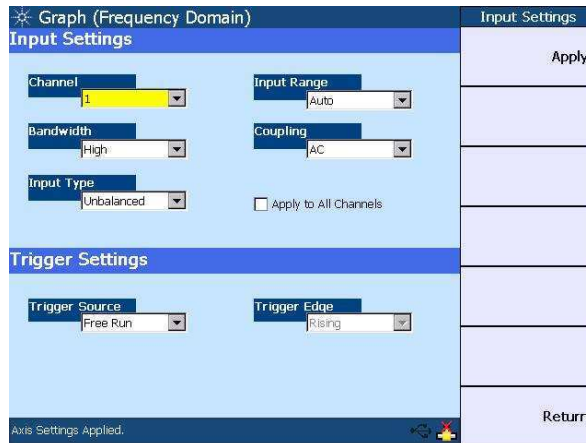 Graph (Frequency Domain)
Input Settings
Input Settings
Apply
Channel
1
Input Range
Auto
Bandwidth
High
Coupling
AC
Input Type
Unbalanced
Apply to All Channels
Trigger Settings
Trigger Source
Free Run
Trigger Edge
Rising
Axis Settings Applied.
Return